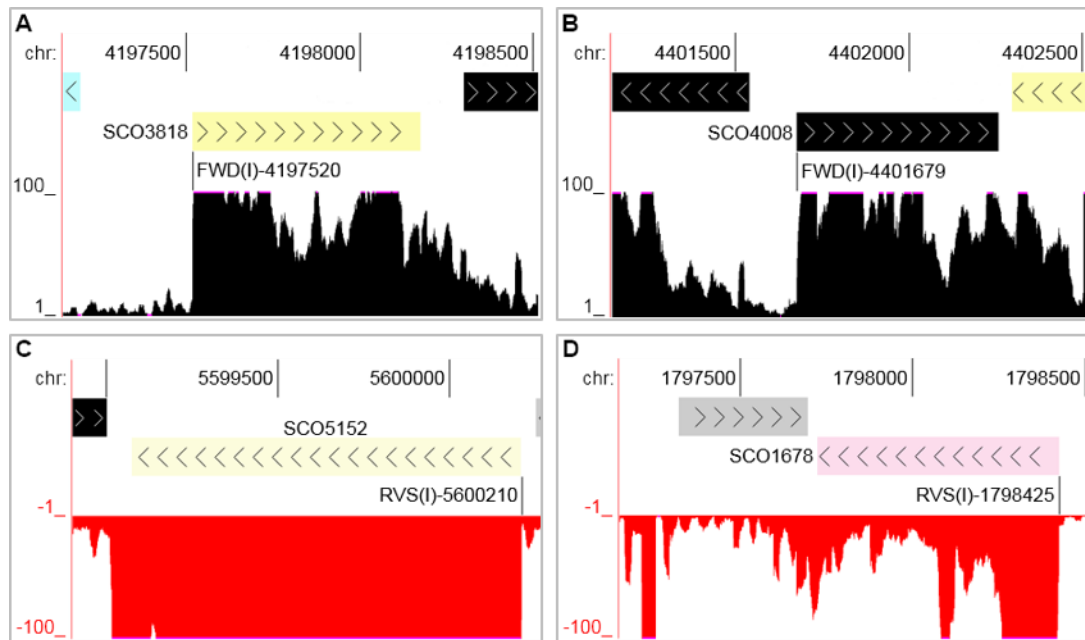 A
chr: 4197500 4198000 4198500
SCO3818
FWD(I)-4197520
100_
1_
B
chr: 4401500 4402000 4402500
SCO4008
FWD(I)-4401679
100_
1_
C
chr: 5599500 5600000
SCO5152
RVS(I)-5600210
-1_
-100_
D
chr: 1797500 1798000 1798500
SCO1678
RVS(I)-1798425
-1_
-100_